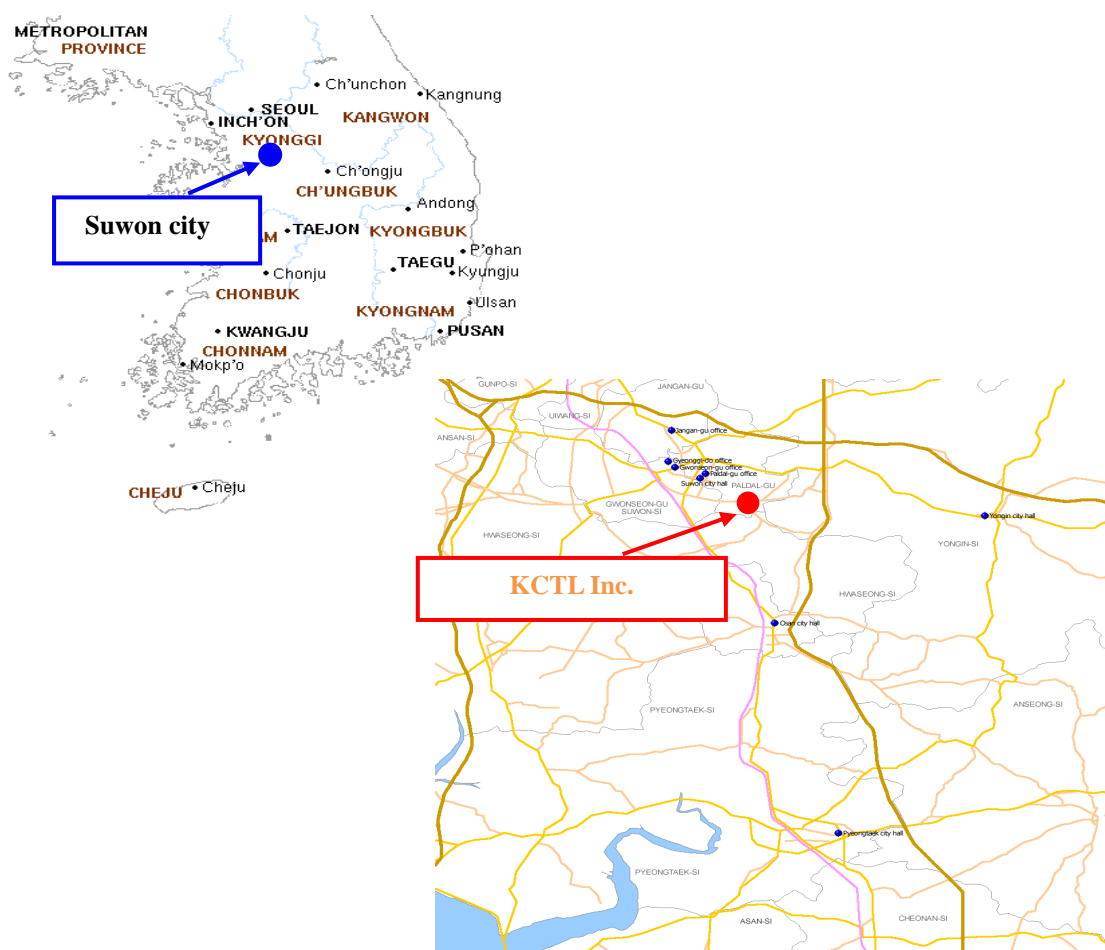 METROPOLITAN
PROVINCE
Ch'unchon
Kangnung
SEOUL
INCH'ON
KANGWON
KYONGGI
Ch'ongju
CH'UNGBUK
Andong
Suwon city
TAEJON
KYONGBUK
AM
P'ohan
TAEGU
Kyungju
Chonju
CHONBUK
Ulsan
KYONGNAM
KWANGJU
PUSAN
CHONNAM
Mokp'o
CHEJU
Cheju
GUNPO-SI
JANGAN-GU
UIWANG-SI
Jangan-gu office
ANSAN-SI
Gyeonggi-do office
Gwonseon-gu office
Paldal-gu office
Suwon city hall
PALDAL-GU
GWONSEON-GU
SUWON-SI
Yongin city hall
HWASEONG-SI
YONGIN-SI
KCTL Inc.
HWASEONG-SI
Osan city hall
PYEONGTAEK-SI
ANSEONG-SI
Pyeongtaek city hall
PYEONGTAEK-SI
ASAN-SI
CHEONAN-SI